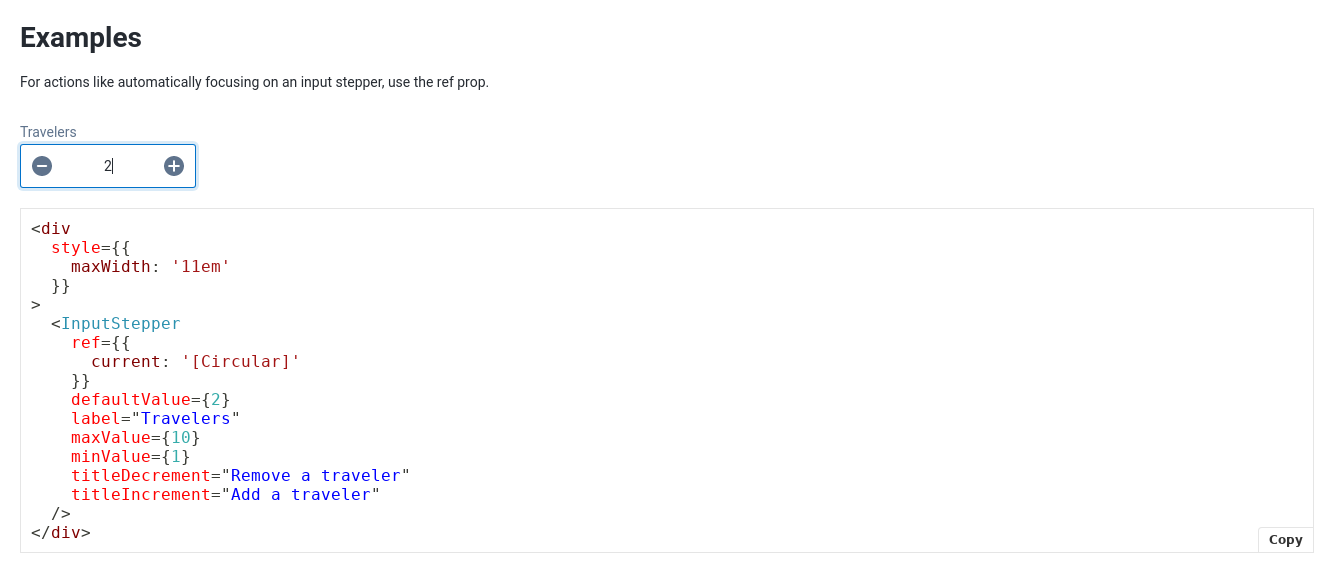 Examples
For actions like automatically focusing on an input stepper, use the ref prop.
Travelers
2
<div
  style={{
    maxWidth: '11em'
  }}
>
  <InputStepper
    ref={{
      current: '[Circular]'
    }}
    defaultValue={2}
    label="Travelers"
    maxValue={10}
    minValue={1}
    titleDecrement="Remove a traveler"
    titleIncrement="Add a traveler"
  />
</div>
Copy